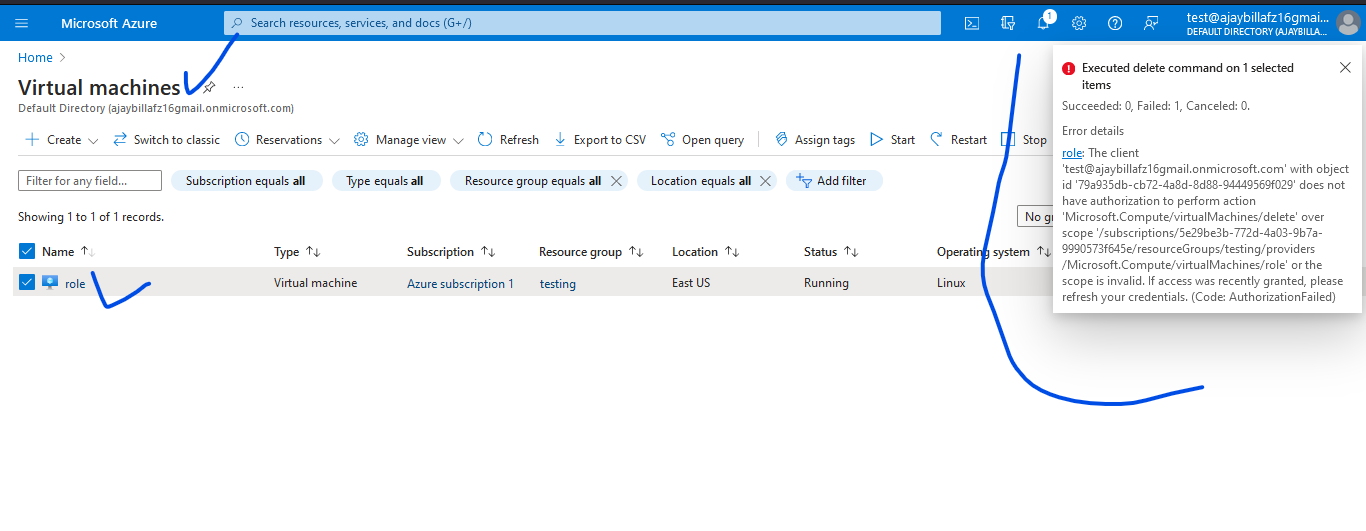 Microsoft Azure
Search resources, services, and docs (G+/)
1
test@ajaybillafz16gmai...
DEFAULT DIRECTORY (AJAYBILLA...
Home
Virtual machines
...
Default Directory (ajaybillafz16gmail.onmicrosoft.com)
Create Switch to classic Reservations Manage view Refresh Export to CSV Open query Assign tags Start Restart Stop
Filter for any field... Subscription equals all Type equals all Resource group equals all Location equals all Add filter
Showing 1 to 1 of 1 records.
Name Type Subscription Resource group Location Status Operating system
role Virtual machine Azure subscription 1 testing East US Running Linux
Executed delete command on 1 selected
items
Succeeded: 0, Failed: 1, Canceled: 0.
Error details
role: The client
'test@ajaybillafz16gmail.onmicrosoft.com' with object
id '79a935db-cb72-4a8d-8d88-94449569f029' does not
have authorization to perform action
'Microsoft.Compute/virtualMachines/delete' over
scope '/subscriptions/5e29be3b-772d-4a03-9b7a-
9990573f645e/resourceGroups/testing/providers
/Microsoft.Compute/virtualMachines/role' or the
scope is invalid. If access was recently granted, please
refresh your credentials. (Code: AuthorizationFailed)